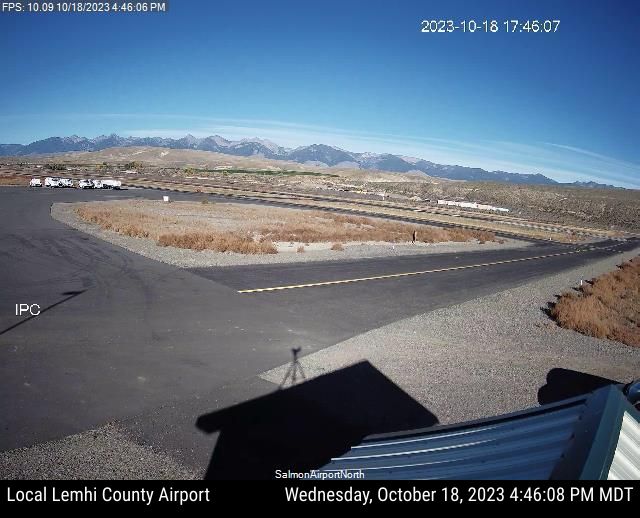 FPS: 10.09 10/18/2023 4:46:06 PM MDT
2023-10-18 17:46:07
IPC
SalmonAirportNorth
Local Lemhi County Airport Wednesday, October 18, 2023 4:46:08 PM MDT